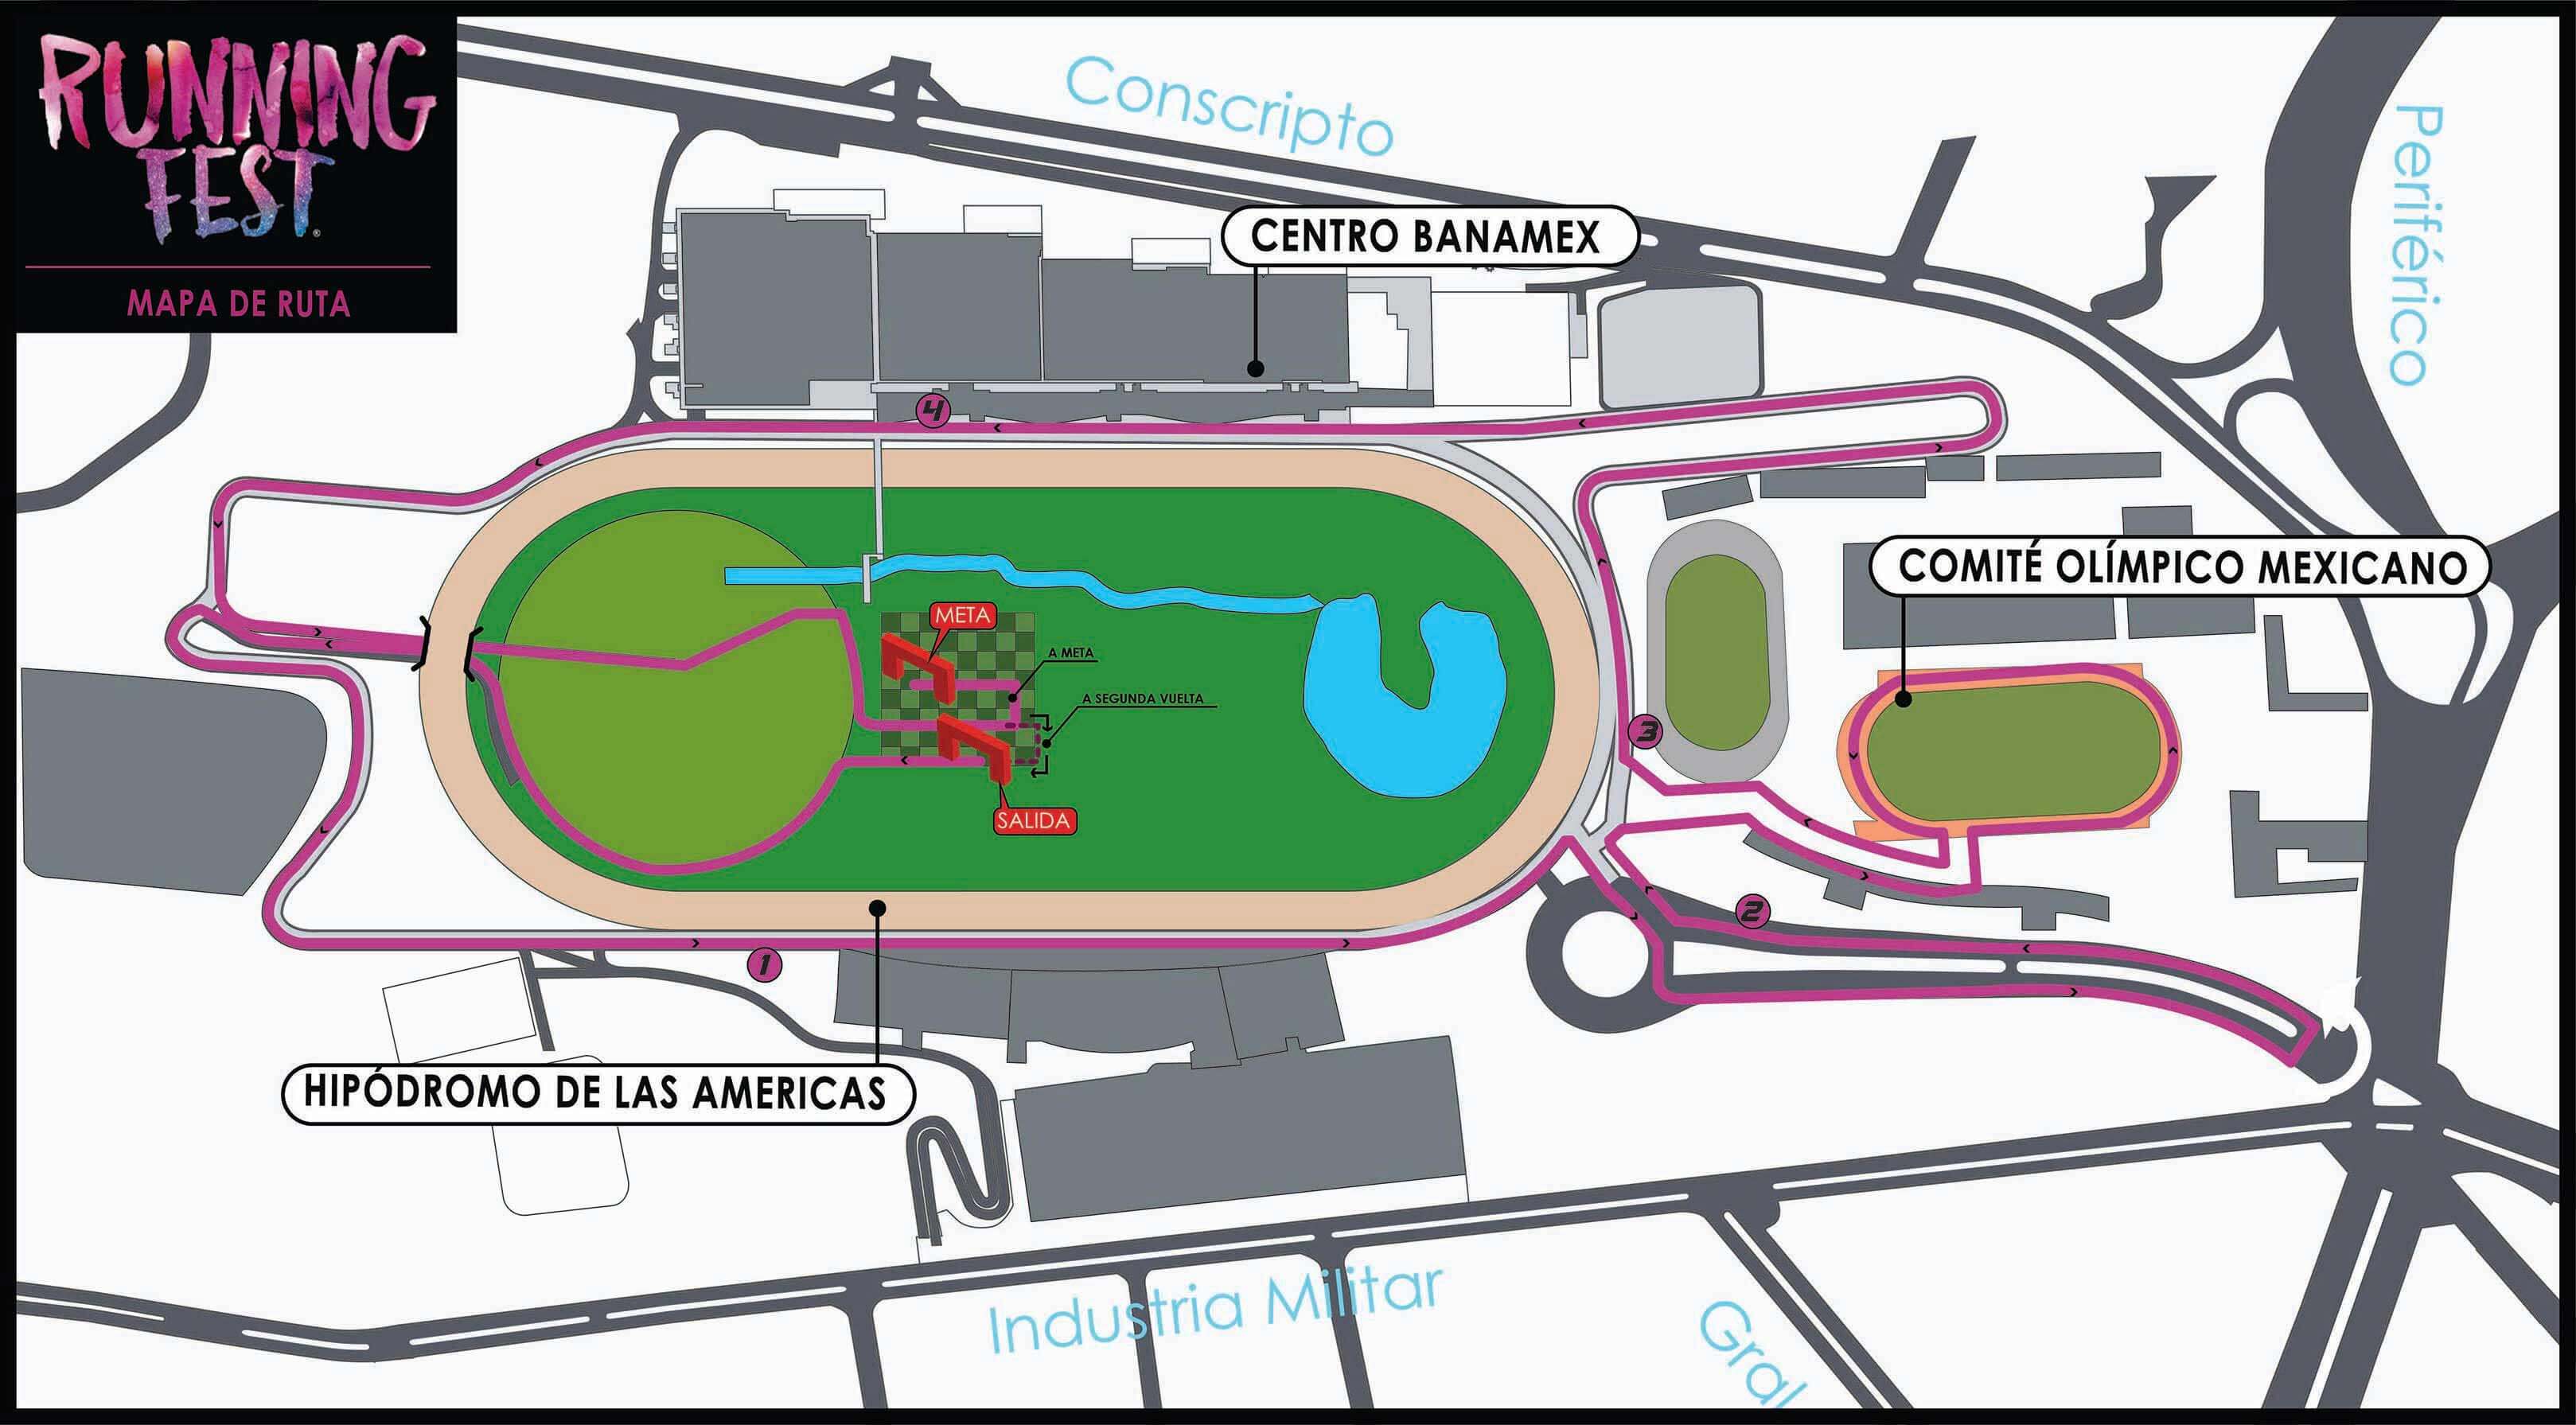 RUNNING
FEST®
MAPA DE RUTA
Conscripto
Periférico
CENTRO BANAMEX
4
COMITÉ OLÍMPICO MEXICANO
META
A META
A SEGUNDA VUELTA
3
SALIDA
2
1
HIPÓDROMO DE LAS AMERICAS
Industria Militar
Gral